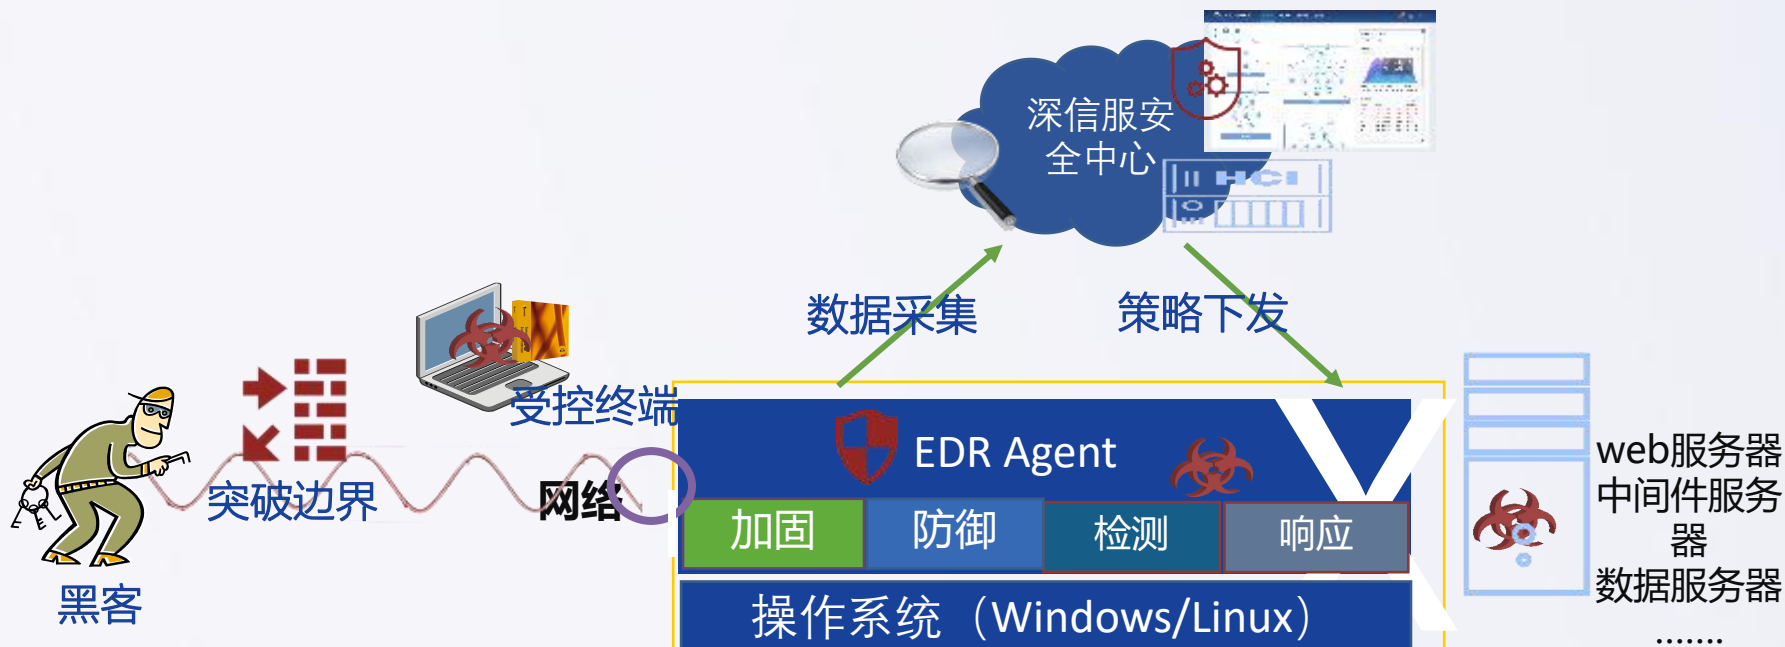 深信服安
全中心
HCI
数据采集
策略下发
受控终端
突破边界
网络
黑客
EDR Agent
加固
防御
检测
响应
操作系统（Windows/Linux）
web服务器
中间件服务
器
数据服务器
.......